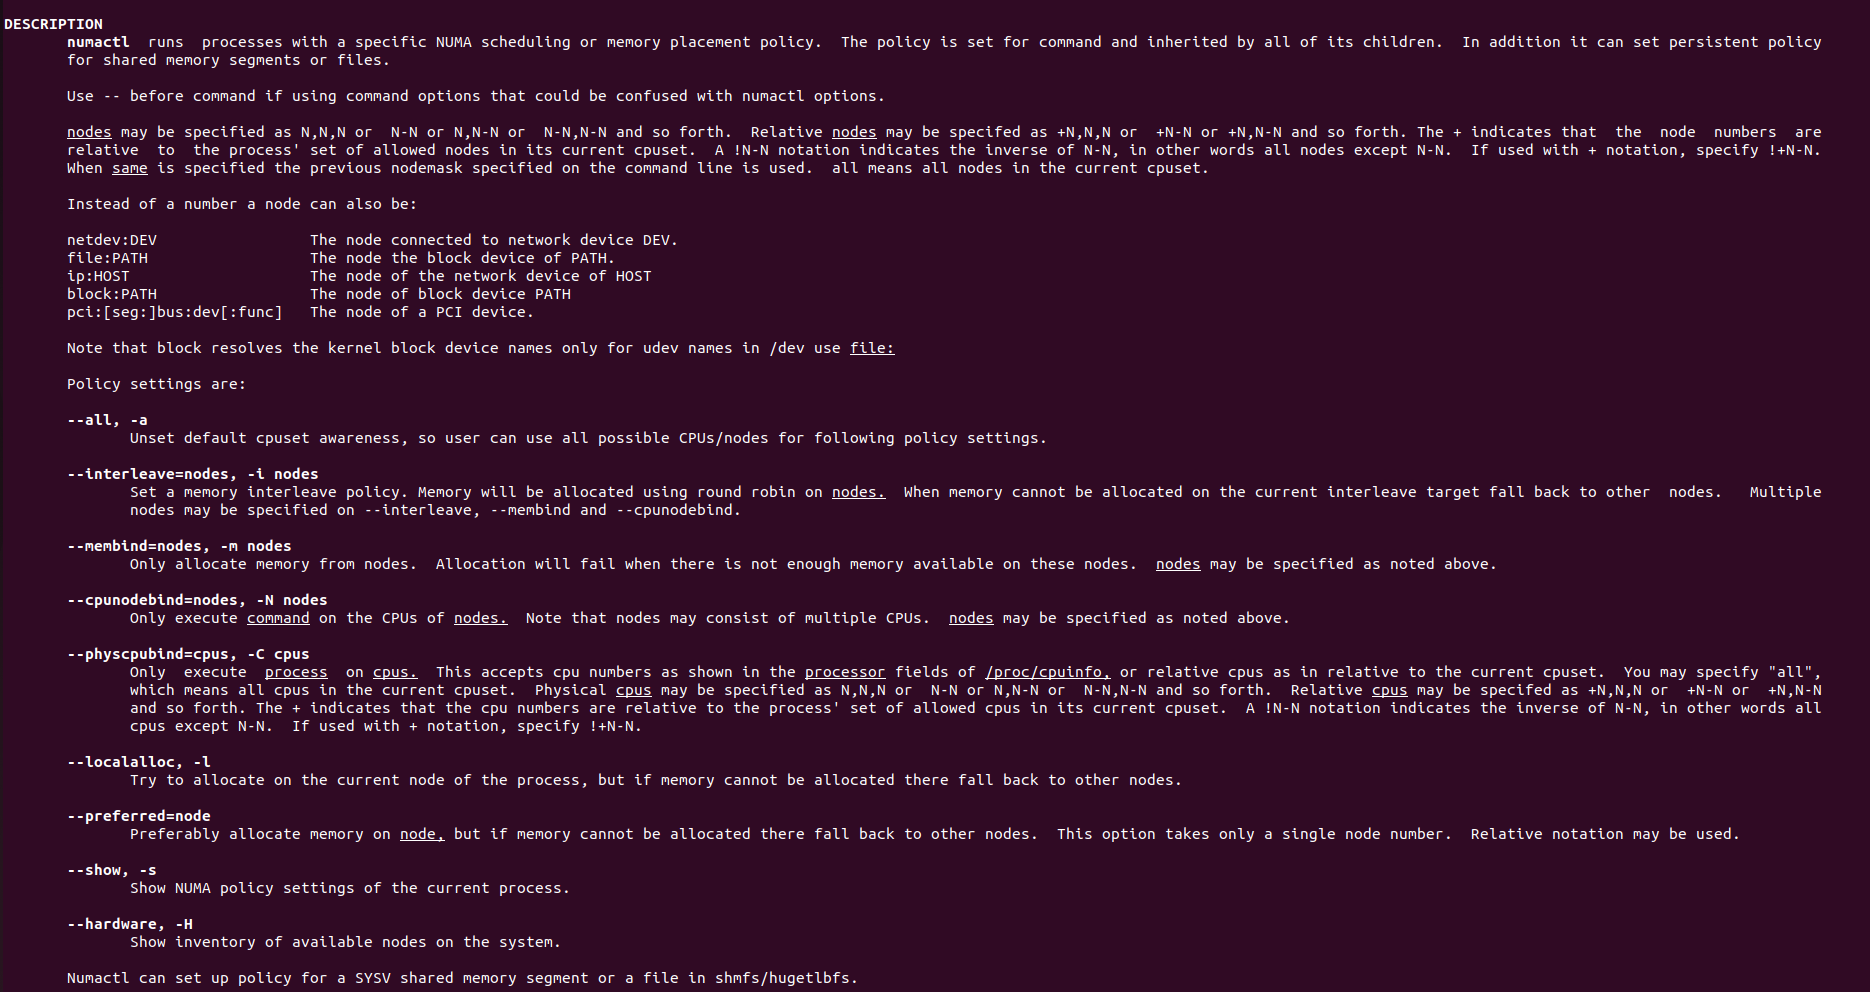 DESCRIPTION
numactl runs processes with a specific NUMA scheduling or memory placement policy. The policy is set for command and inherited by all of its children. In addition it can set persistent policy
for shared memory segments or files.
Use -- before command if using command options that could be confused with numactl options.
nodes may be specified as N,N,N or N-N or N,N-N or N-N,N-N and so forth. Relative nodes may be specifed as +N,N,N or +N-N or +N,N-N and so forth. The + indicates that the node numbers are
relative to the process' set of allowed nodes in its current cpuset. A !N-N notation indicates the inverse of N-N, in other words all nodes except N-N. If used with + notation, specify !+N-N.
When same is specified the previous nodemask specified on the command line is used. all means all nodes in the current cpuset.
Instead of a number a node can also be:
netdev:DEV The node connected to network device DEV.
file:PATH The node the block device of PATH.
ip:HOST The node of the network device of HOST
block:PATH The node of block device PATH
pci:[seg:]bus:dev[:func] The node of a PCI device.
Note that block resolves the kernel block device names only for udev names in /dev use file:
Policy settings are:
--all, -a
Unset default cpuset awareness, so user can use all possible CPUs/nodes for following policy settings.
--interleave=nodes, -i nodes
Set a memory interleave policy. Memory will be allocated using round robin on nodes. When memory cannot be allocated on the current interleave target fall back to other nodes. Multiple
nodes may be specified on --interleave, --membind and --cpunodebind.
--membind=nodes, -m nodes
Only allocate memory from nodes. Allocation will fail when there is not enough memory available on these nodes. nodes may be specified as noted above.
--cpunodebind=nodes, -N nodes
Only execute command on the CPUs of nodes. Note that nodes may consist of multiple CPUs. nodes may be specified as noted above.
--physcpubind=cpus, -C cpus
Only execute process on cpus. This accepts cpu numbers as shown in the processor fields of /proc/cpuinfo, or relative cpus as in relative to the current cpuset. You may specify "all",
which means all cpus in the current cpuset. Physical cpus may be specified as N,N,N or N-N or N,N-N or N-N,N-N and so forth. Relative cpus may be specifed as +N,N,N or +N-N or +N,N-N
and so forth. The + indicates that the cpu numbers are relative to the process' set of allowed cpus in its current cpuset. A !N-N notation indicates the inverse of N-N, in other words all
cpus except N-N. If used with + notation, specify !+N-N.
--localalloc, -l
Try to allocate on the current node of the process, but if memory cannot be allocated there fall back to other nodes.
--preferred=node
Preferably allocate memory on node, but if memory cannot be allocated there fall back to other nodes. This option takes only a single node number. Relative notation may be used.
--show, -s
Show NUMA policy settings of the current process.
--hardware, -H
Show inventory of available nodes on the system.
Numactl can set up policy for a SYSV shared memory segment or a file in shmfs/hugetlbfs.